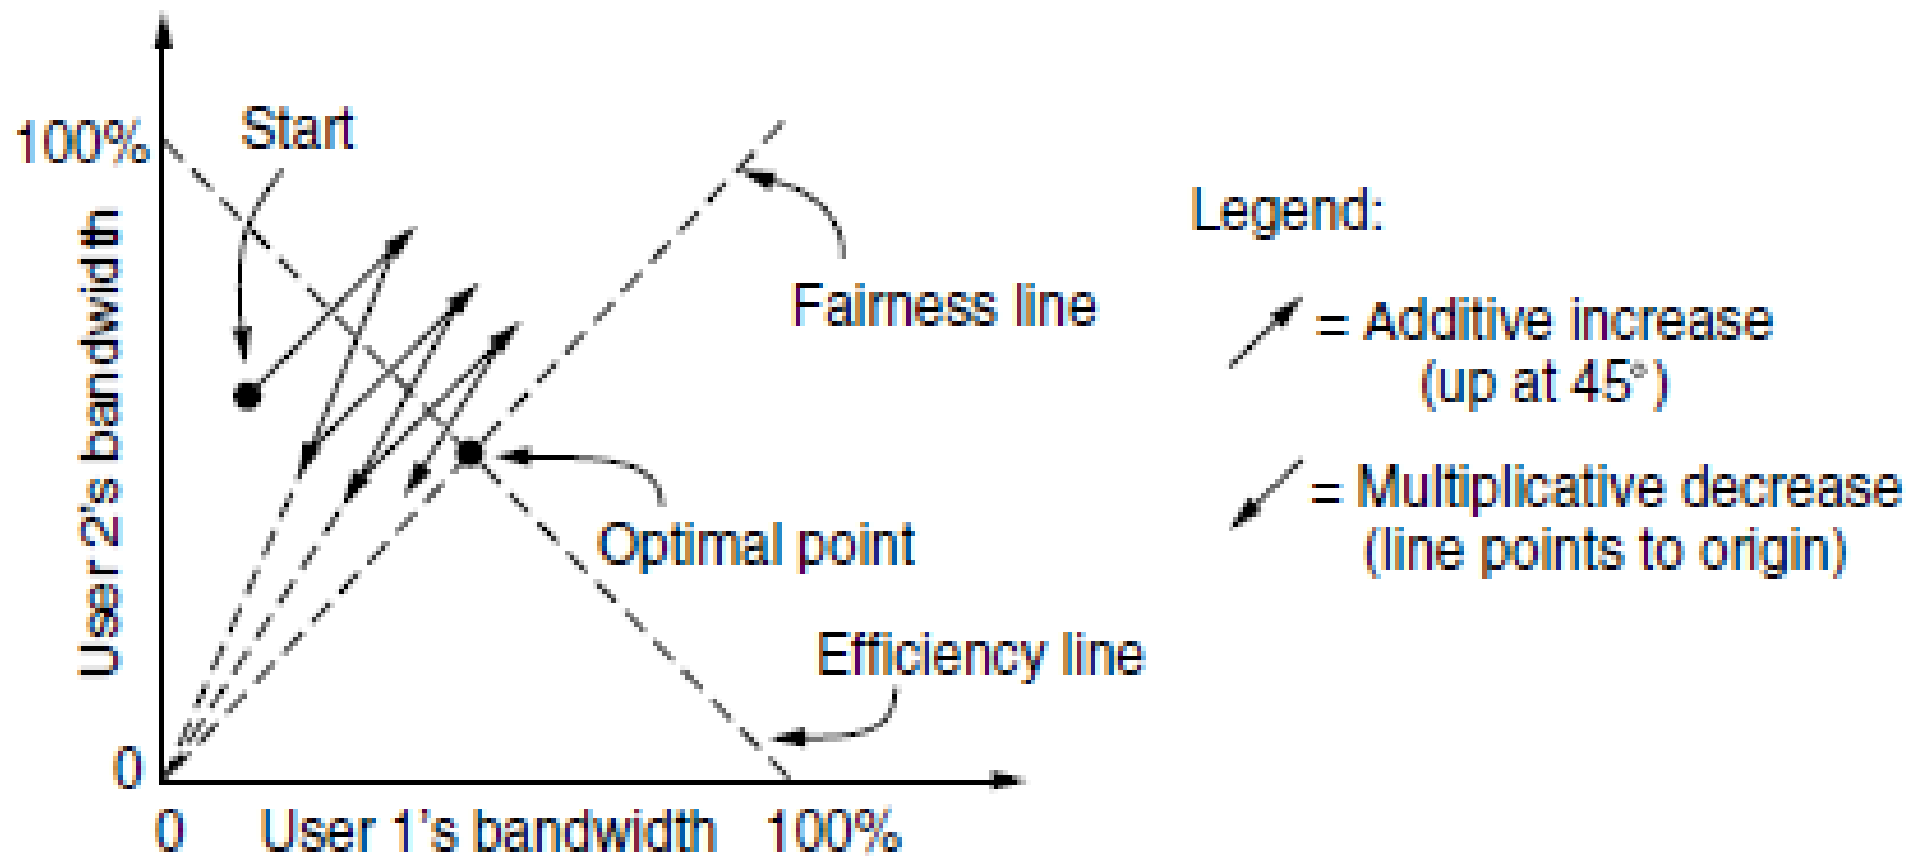 Start
100%
User 2's bandwidth
Fairness line
Optimal point
Efficiency line
0
0
User 1's bandwidth
100%
Legend:
= Additive increase
(up at 45°)
= Multiplicative decrease
(line points to origin)